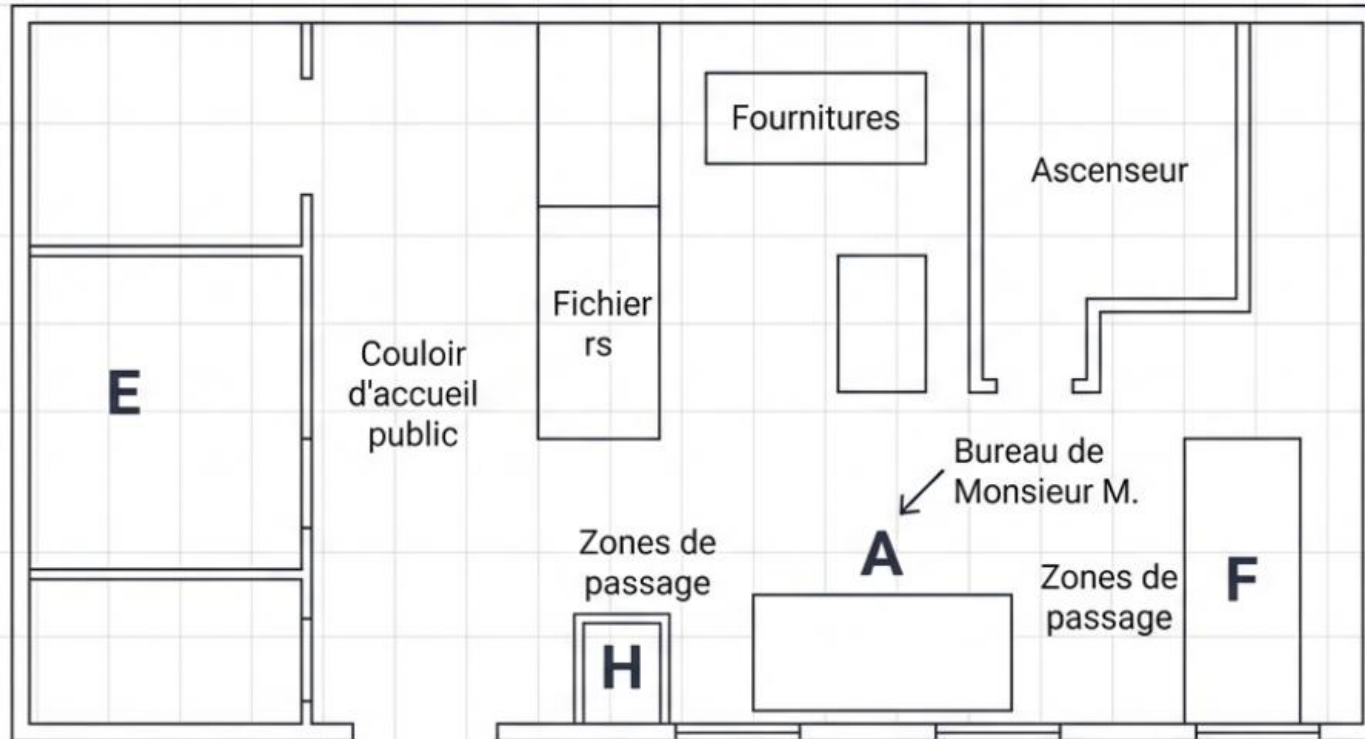 Fournitures
Ascenseur
Fichier
rs
Couloir
d'accueil
public
E
Bureau de
Monsieur M.
Zones de
passage
A
Zones de
passage
F
H